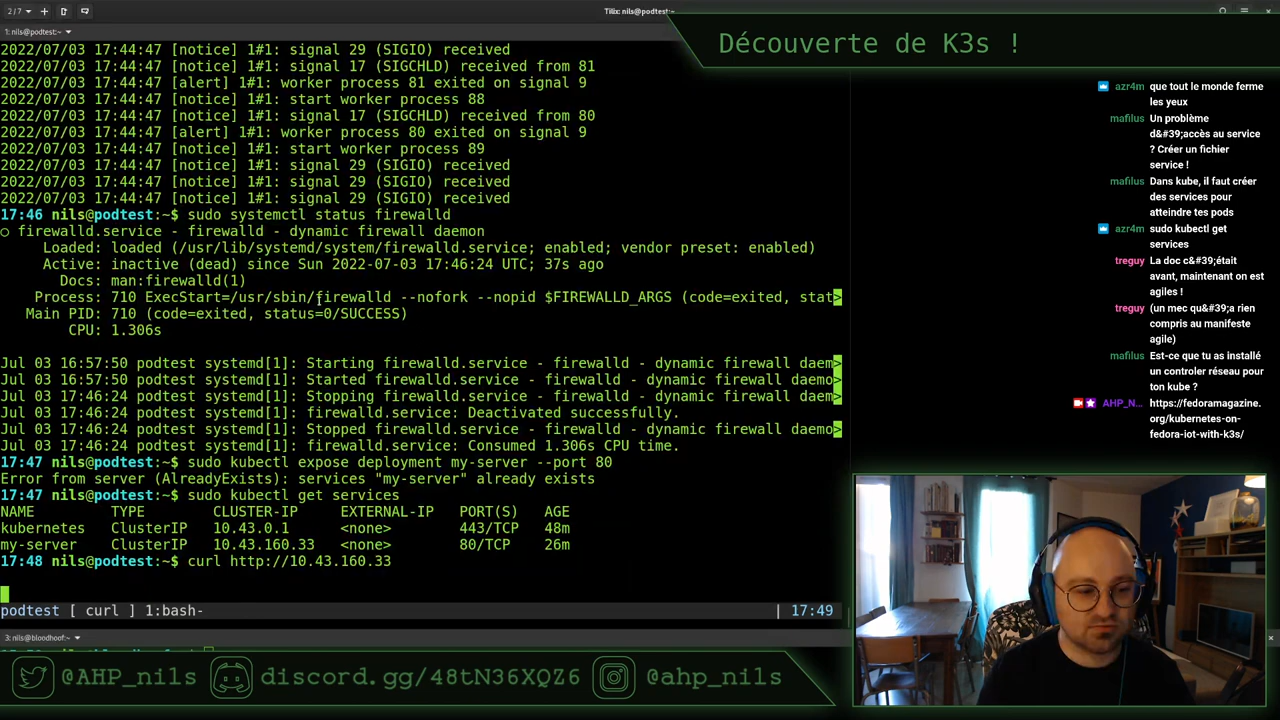 2/7
Tilix: nils@podtest:~
1: nils@podtest:~
Découverte de K3s !
2022/07/03 17:44:47 [notice] 1#1: signal 29 (SIGIO) received
2022/07/03 17:44:47 [notice] 1#1: signal 17 (SIGCHLD) received from 81
2022/07/03 17:44:47 [alert] 1#1: worker process 81 exited on signal 9
2022/07/03 17:44:47 [notice] 1#1: start worker process 88
2022/07/03 17:44:47 [notice] 1#1: signal 17 (SIGCHLD) received from 80
2022/07/03 17:44:47 [alert] 1#1: worker process 80 exited on signal 9
2022/07/03 17:44:47 [notice] 1#1: start worker process 89
2022/07/03 17:44:47 [notice] 1#1: signal 29 (SIGIO) received
2022/07/03 17:44:47 [notice] 1#1: signal 29 (SIGIO) received
2022/07/03 17:44:47 [notice] 1#1: signal 29 (SIGIO) received
17:46 nils@podtest:~$ sudo systemctl status firewalld
○ firewalld.service - firewalld - dynamic firewall daemon
Loaded: loaded (/usr/lib/systemd/system/firewalld.service; enabled; vendor preset: enabled)
Active: inactive (dead) since Sun 2022-07-03 17:46:24 UTC; 37s ago
Docs: man:firewalld(1)
Process: 710 ExecStart=/usr/sbin/firewalld --nofork --nopid $FIREWALLD_ARGS (code=exited, stat>
Main PID: 710 (code=exited, status=0/SUCCESS)
CPU: 1.306s
Jul 03 16:57:50 podtest systemd[1]: Starting firewalld.service - firewalld - dynamic firewall daem>
Jul 03 16:57:50 podtest systemd[1]: Started firewalld.service - firewalld - dynamic firewall daemo>
Jul 03 17:46:24 podtest systemd[1]: Stopping firewalld.service - firewalld - dynamic firewall daem>
Jul 03 17:46:24 podtest systemd[1]: firewalld.service: Deactivated successfully.
Jul 03 17:46:24 podtest systemd[1]: Stopped firewalld.service - firewalld - dynamic firewall daemo>
Jul 03 17:46:24 podtest systemd[1]: firewalld.service: Consumed 1.306s CPU time.
17:47 nils@podtest:~$ sudo kubectl expose deployment my-server --port 80
Error from server (AlreadyExists): services "my-server" already exists
17:47 nils@podtest:~$ sudo kubectl get services
NAME TYPE CLUSTER-IP EXTERNAL-IP PORT(S) AGE
kubernetes ClusterIP 10.43.0.1 <none> 443/TCP 48m
my-server ClusterIP 10.43.160.33 <none> 80/TCP 26m
17:48 nils@podtest:~$ curl http://10.43.160.33
podtest [ curl ] 1:bash- | 17:49
3: nils@bloodhoof:~
azr4m que tout le monde ferme
les yeux
mafilus Un problème
d&#39;accès au service
? Créer un fichier
service !
mafilus Dans kube, il faut créer
des services pour
atteindre tes pods
azr4m sudo kubectl get
services
treguy La doc c&#39;était
avant, maintenant on est
agiles !
treguy (un mec qu&#39;a rien
compris au manifeste
agile)
mafilus Est-ce que tu as installé
un controler réseau pour
ton kube ?
AHP_N... https://fedoramagazine.
org/kubernetes-on-
fedora-iot-with-k3s/
@AHP_nils discord.gg/48tN36XQZ6 @ahp_nils